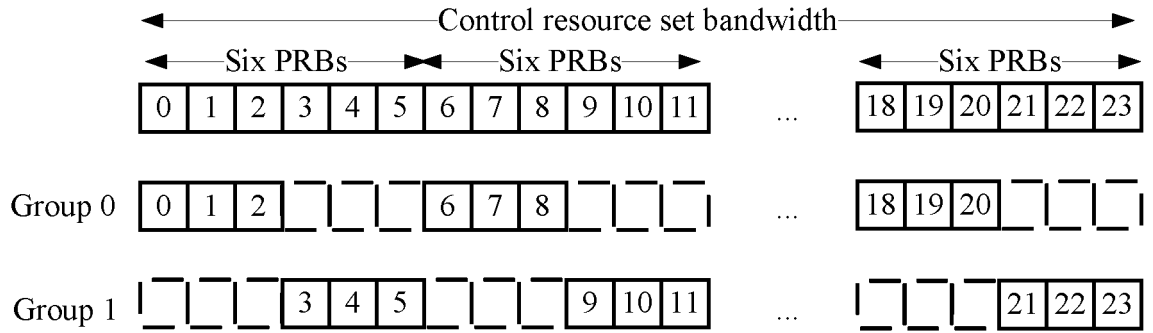 Control resource set bandwidth
Six PRBs Six PRBs Six PRBs
0 1 2 3 4 5 6 7 8 9 10 11 ... 18 19 20 21 22 23
Group 0 0 1 2 6 7 8 ... 18 19 20
Group 1 3 4 5 9 10 11 ... 21 22 23